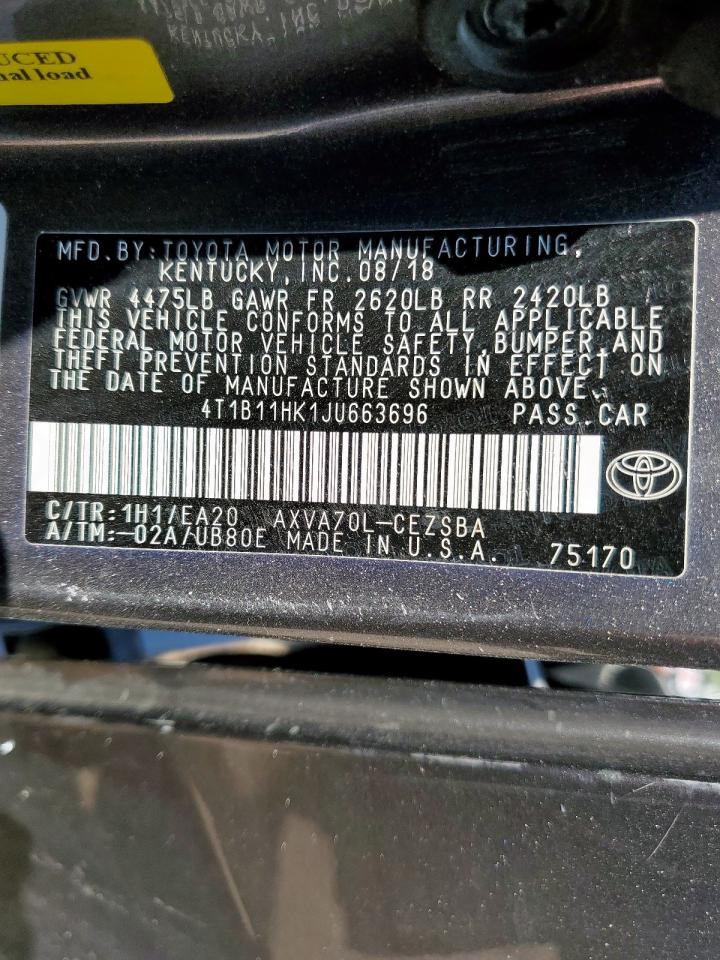 UCED
nal load
KENTUCKY, INC.
MFD. BY: TOYOTA MOTOR MANUFACTURING,
KENTUCKY, INC. 08/18
GVWR 4475LB GAWR FR 2620LB RR 2420LB
THIS VEHICLE CONFORMS TO ALL APPLICABLE
FEDERAL MOTOR VEHICLE SAFETY, BUMPER, AND
THEFT PREVENTION STANDARDS IN EFFECT ON
THE DATE OF MANUFACTURE SHOWN ABOVE.
4T1B11HK1JU663696 PASS. CAR
C/TR: 1H1/EA20 AXVA70L-CEZSBA
A/TM:-02A/UB80E MADE IN U.S.A. 75170